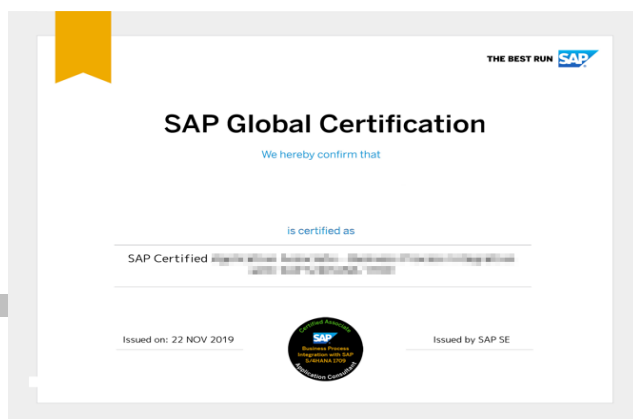 THE BEST RUN SAP
SAP Global Certification
We hereby confirm that
is certified as
SAP Certified
Issued on: 22 NOV 2019
Certified Associate
SAP
Business Process
Integration with SAP
S/4HANA 1709
Application Consultant
Issued by SAP SE